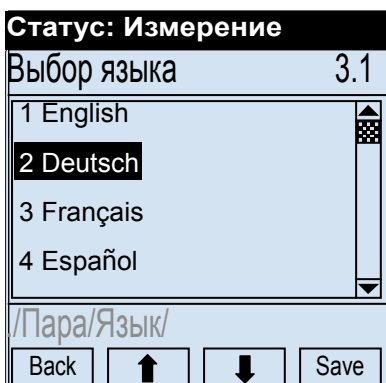 Статус: Измерение
Выбор языка 3.1
1 English
2 Deutsch
3 Français
4 Español
./Пара/Язык/
Back Save